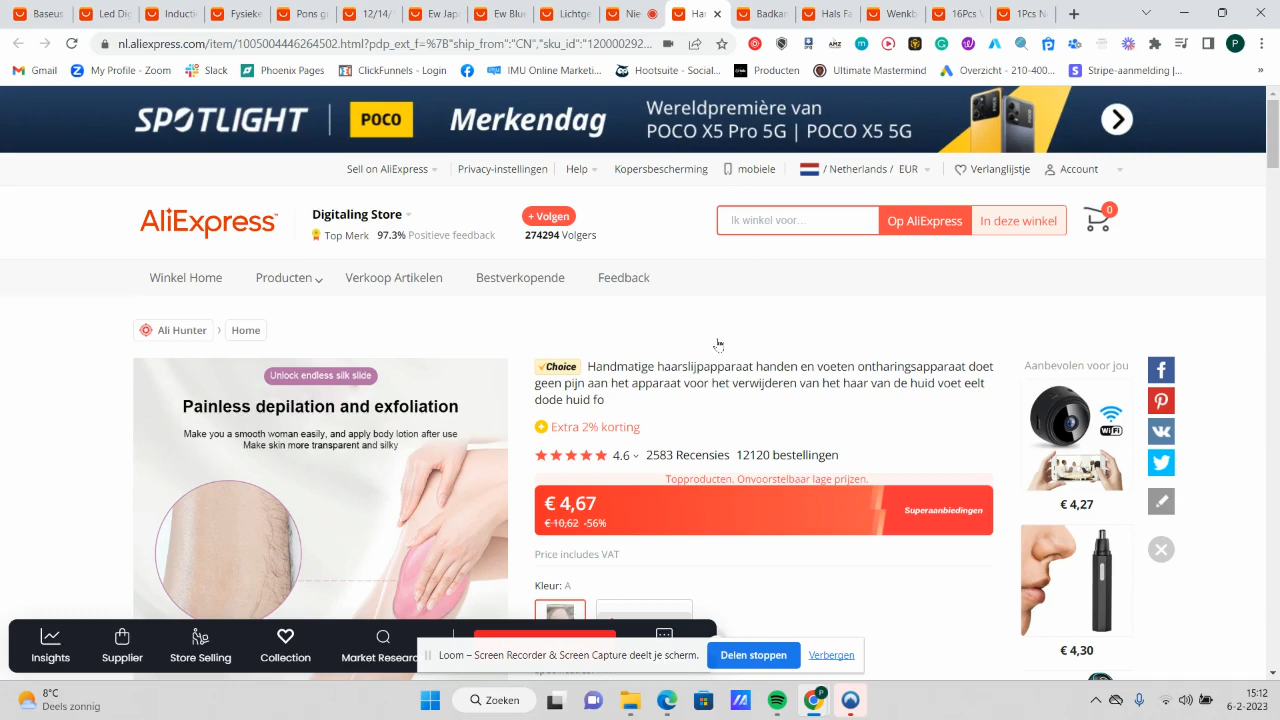 Baseus
Led Dig
Inducti
Fysieke
Pons gr
12/14/
Ew Jap
Ew Blu
Lichtge
Nie
Ha
Badkar
Hals Fa
Wenkb
16Pcs V
1Pcs N
nl.aliexpress.com/item/1005004446264502.html?pdp_ext_f=%7B"ship_from":"CN","sku_id":"120000292...
P
Gmail
My Profile - Zoom
Slack
Phoenix pages
ClickFunnels - Login
IMU Online Marketi...
Hootsuite - Social...
Producten
Ultimate Mastermind
Overzicht - 210-400...
Stripe-aanmelding |...
»
SPOTLIGHT
POCO
Merkendag
Wereldpremière van
POCO X5 Pro 5G | POCO X5 5G
Sell on AliExpress
Privacy-instellingen
Help
Kopersbescherming
mobiele
/ Netherlands / EUR
Verlanglijstje
Account
AliExpress
Digitaling Store
Top Merk 97.3% Positieve feedback
+ Volgen
274294 Volgers
Ik winkel voor...
Op AliExpress
In deze winkel
0
Winkel Home
Producten
Verkoop Artikelen
Bestverkopende
Feedback
Ali Hunter
Home
Unlock endless silk slide
Painless depilation and exfoliation
Make you a smooth woman easily, and apply body lotion after use
Make skin more transparent and silky
Choice Handmatige haarslijpapparaat handen en voeten ontharingsapparaat doet
geen pijn aan het apparaat voor het verwijderen van het haar van de huid voet eelt
dode huid fo
Extra 2% korting
4.6 2583 Recensies 12120 bestellingen
Topproducten. Onvoorstelbaar lage prijzen.
€ 4,67
€ 10,62 -56%
Superaanbiedingen
Price includes VAT
Kleur: A
Aanbevolen voor jou
WiFi
€ 4,27
€ 4,30
Insights
Supplier
Store Selling
Collection
Market Researc
Loom – Screen Recorder & Screen Capture deelt je scherm.
Delen stoppen
Verbergen
8°C
Deels zonnig
Zoeken
15:12
6-2-2023